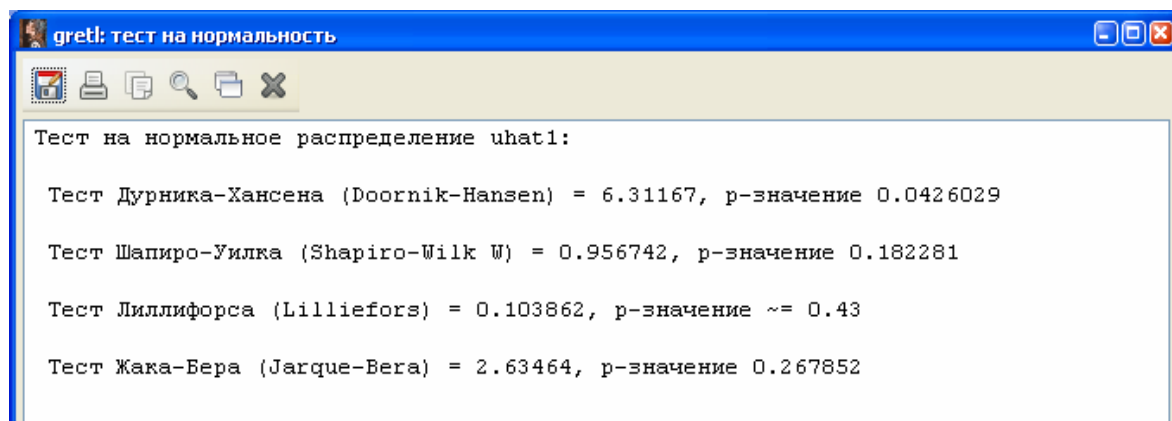 gretl: тест на нормальность
Тест на нормальное распределение uhat1:
Тест Дурника-Хансена (Doornik-Hansen) = 6.31167, р-значение 0.0426029
Тест Шапиро-Уилка (Shapiro-Wilk W) = 0.956742, р-значение 0.182281
Тест Лиллифорса (Lilliefors) = 0.103862, р-значение ~= 0.43
Тест Жака-Бера (Jarque-Bera) = 2.63464, р-значение 0.267852